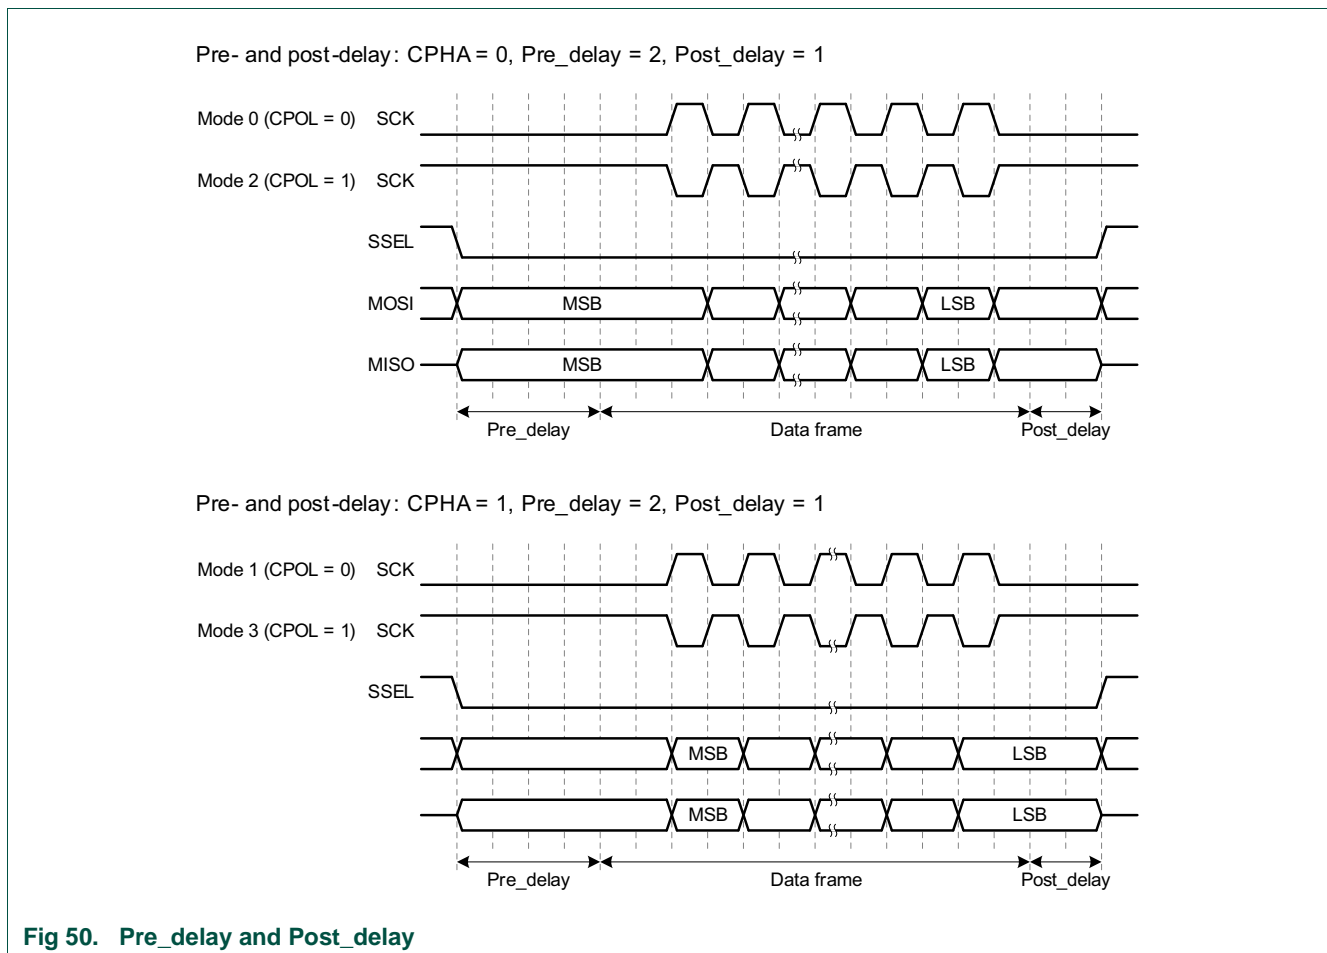 Pre- and post-delay: CPHA = 0, Pre_delay = 2, Post_delay = 1
Mode 0 (CPOL = 0) SCK
Mode 2 (CPOL = 1) SCK
SSEL
MOSI MSB LSB
MISO MSB LSB
Pre_delay Data frame Post_delay
Pre- and post-delay: CPHA = 1, Pre_delay = 2, Post_delay = 1
Mode 1 (CPOL = 0) SCK
Mode 3 (CPOL = 1) SCK
SSEL
MSB LSB
MSB LSB
Pre_delay Data frame Post_delay
Fig 50. Pre_delay and Post_delay